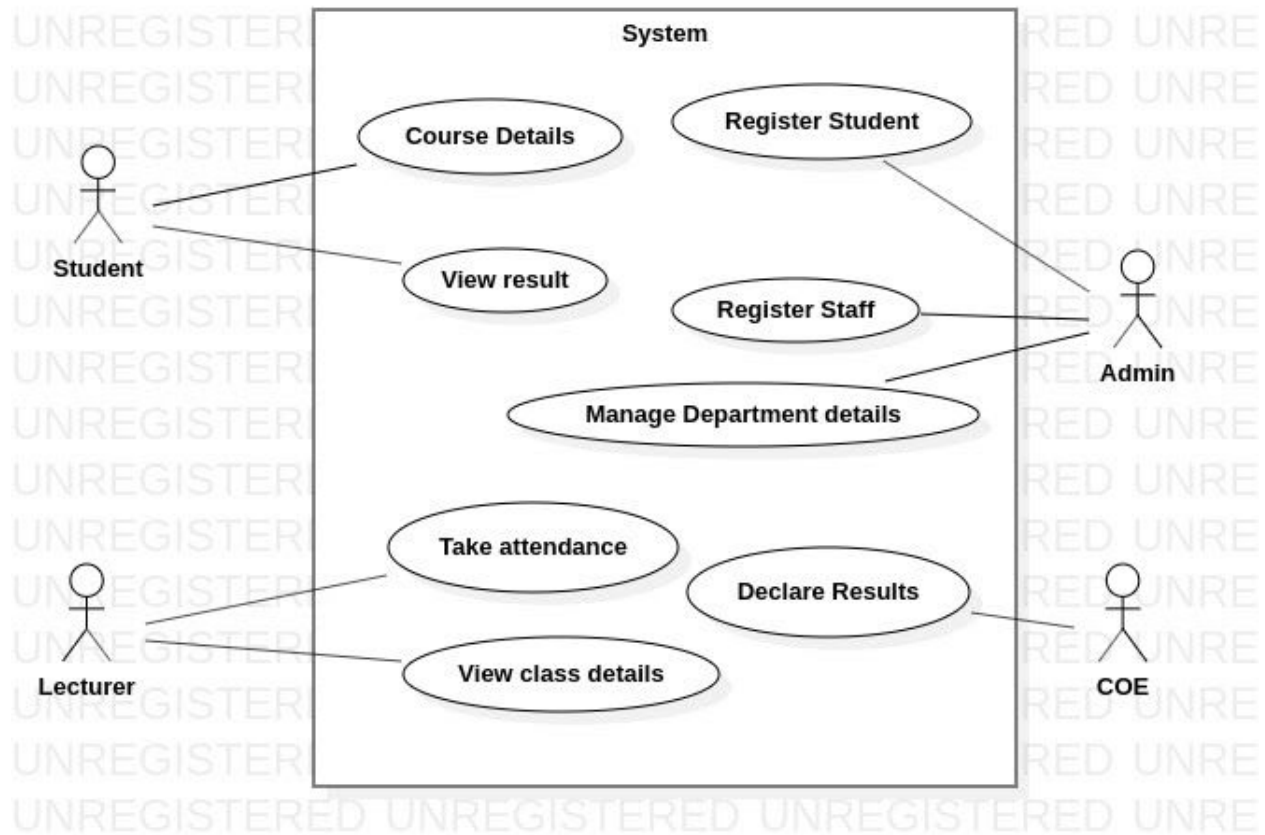 System
Course Details
Register Student
Student
View result
Register Staff
Admin
Manage Department details
Take attendance
Declare Results
Lecturer
View class details
COE
UNREGISTERED UNREGISTERED UNREGISTERED UNRE